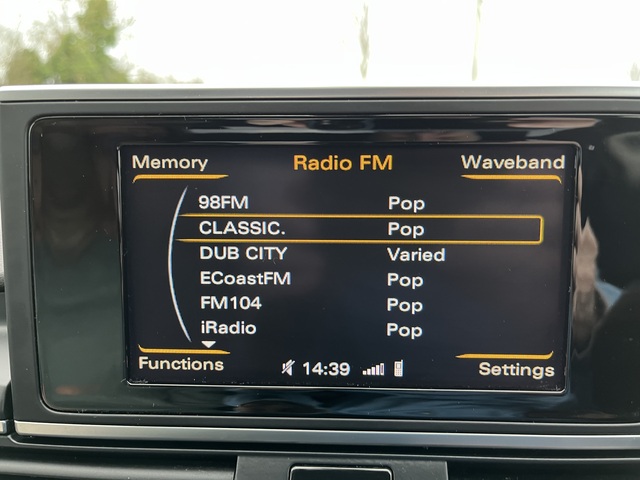 Memory Radio FM Waveband
98FM Pop
CLASSIC. Pop
DUB CITY Varied
ECoastFM Pop
FM104 Pop
iRadio Pop
Functions 14:39 Settings